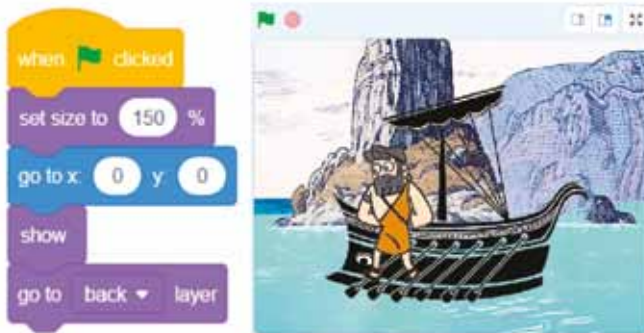 when clicked
set size to 150 %
go to x: 0 y: 0
show
go to back layer